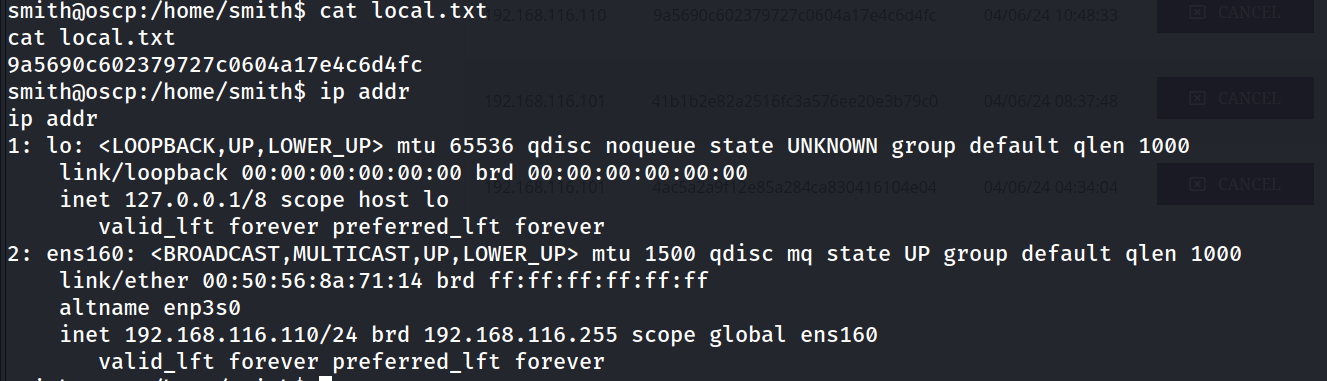 smith@oscp:/home/smith$ cat local.txt
192.168.116.110 9a5690c602379727c0604a17e4c6d4fc 04/06/24 10:48:33 CANCEL
cat local.txt
9a5690c602379727c0604a17e4c6d4fc
smith@oscp:/home/smith$ ip addr
192.168.116.101 41b1b2e82a2516fc3a576ee20e3b79c0 04/06/24 08:37:48 CANCEL
ip addr
1: lo: <LOOPBACK,UP,LOWER_UP> mtu 65536 qdisc noqueue state UNKNOWN group default qlen 1000
    link/loopback 00:00:00:00:00:00 brd 00:00:00:00:00:00
192.168.116.101 4ac5a2a9f12e85a284ca830416104e04 04/06/24 04:34:04 CANCEL
    inet 127.0.0.1/8 scope host lo
       valid_lft forever preferred_lft forever
2: ens160: <BROADCAST,MULTICAST,UP,LOWER_UP> mtu 1500 qdisc mq state UP group default qlen 1000
    link/ether 00:50:56:8a:71:14 brd ff:ff:ff:ff:ff:ff
    altname enp3s0
    inet 192.168.116.110/24 brd 192.168.116.255 scope global ens160
       valid_lft forever preferred_lft forever